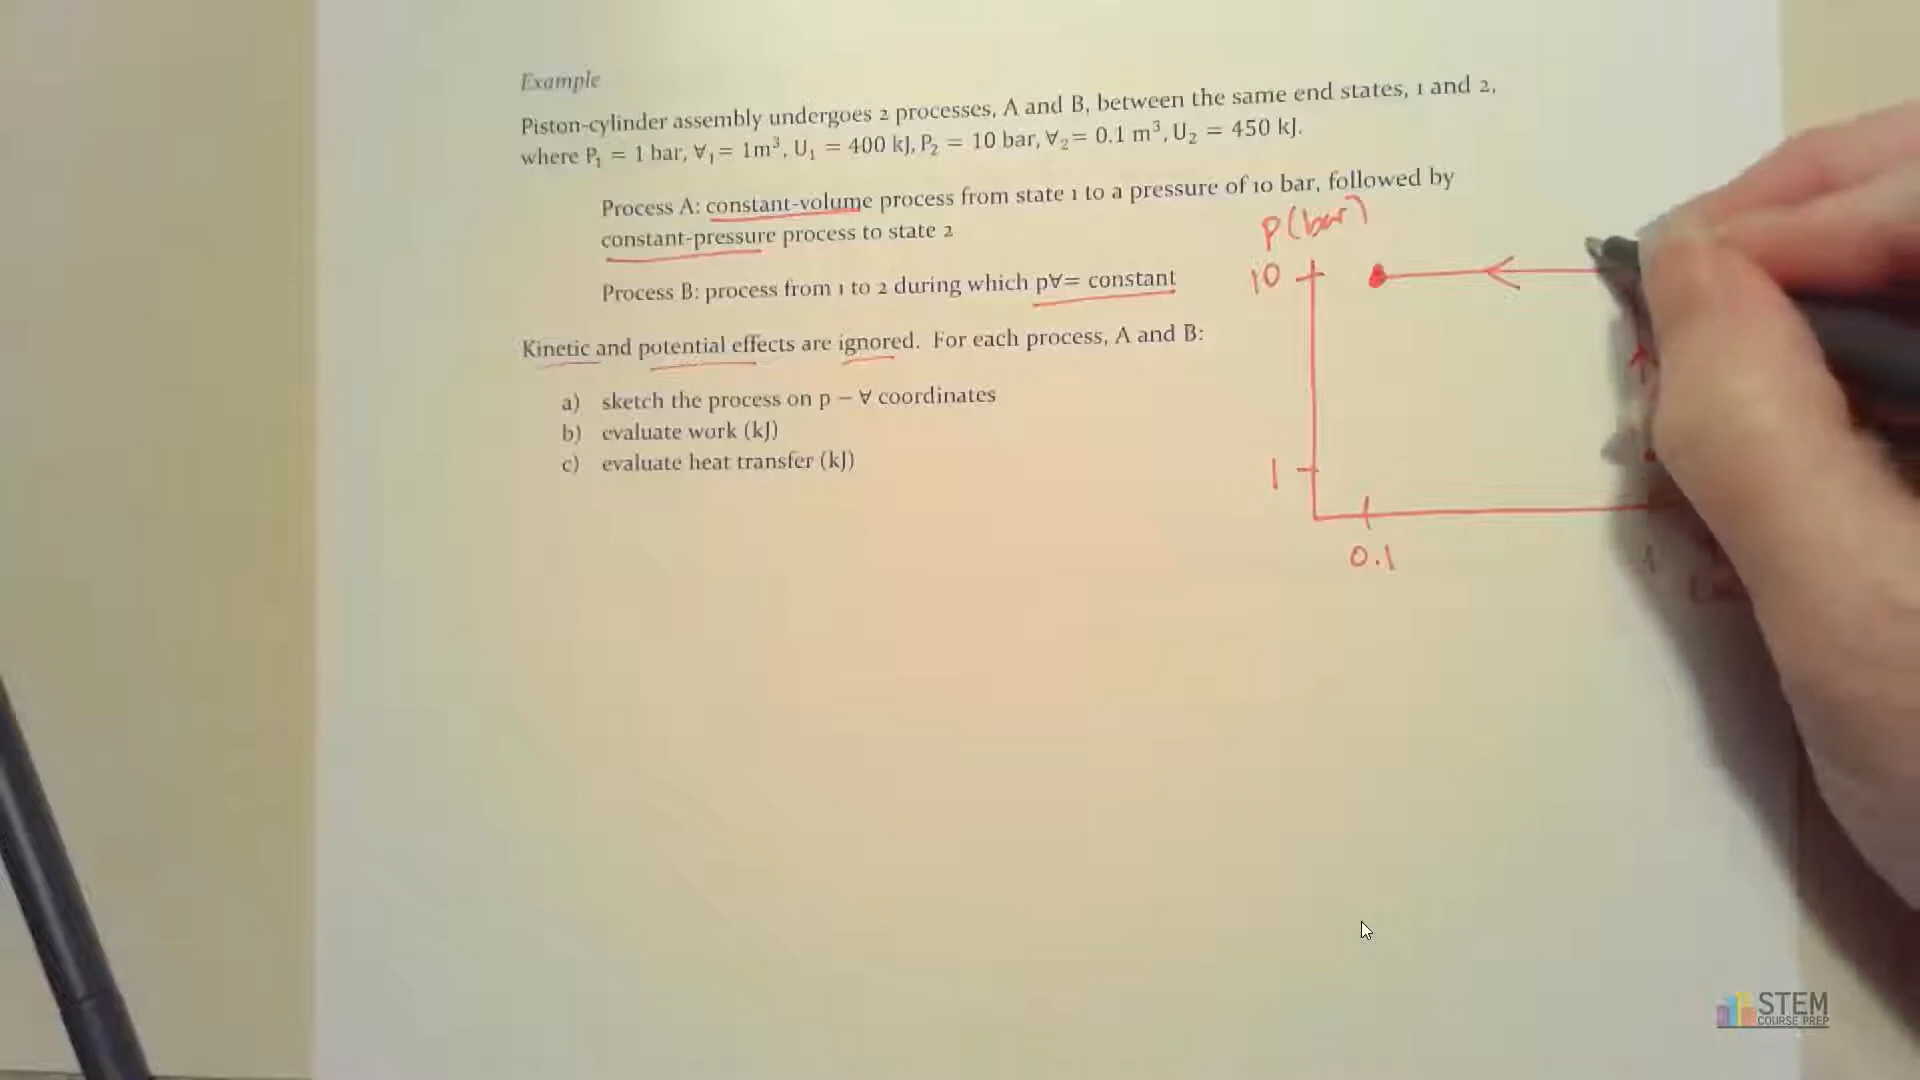 Example
Piston-cylinder assembly undergoes 2 processes, A and B, between the same end states, 1 and 2,
where P₁ = 1 bar, ∀₁ = 1m³, U₁ = 400 kJ, P₂ = 10 bar, ∀₂ = 0.1 m³, U₂ = 450 kJ.
Process A: constant-volume process from state 1 to a pressure of 10 bar, followed by
constant-pressure process to state 2
Process B: process from 1 to 2 during which p∀= constant
Kinetic and potential effects are ignored. For each process, A and B:
a) sketch the process on p − ∀ coordinates
b) evaluate work (kJ)
c) evaluate heat transfer (kJ)
P(bar)
10
1
0.1
STEM
COURSE PREP